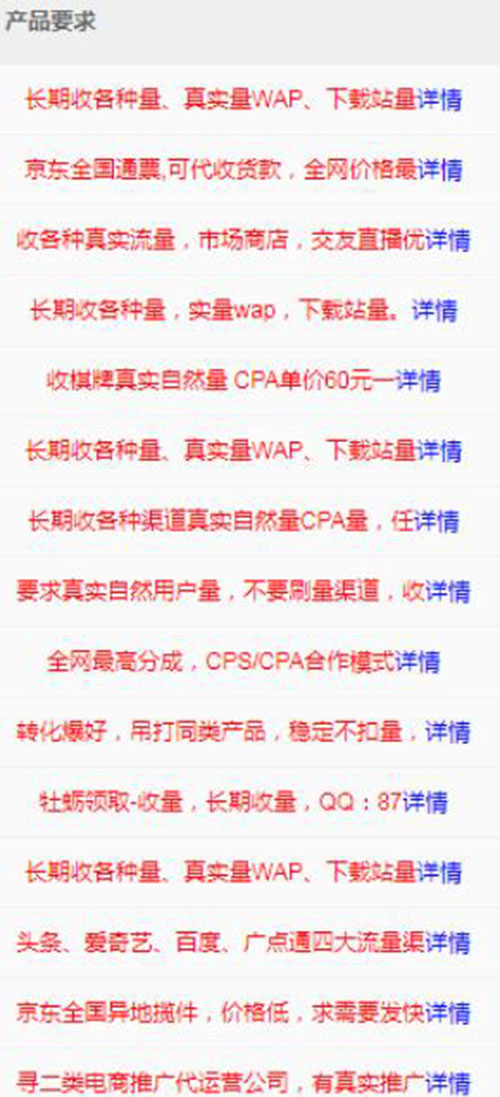 产品要求
长期收各种量、真实量WAP、下载站量详情
京东全国通票,可代收货款，全网价格最详情
收各种真实流量，市场商店，交友直播优详情
长期收各种量，实量wap，下载站量。详情
收棋牌真实自然量 CPA单价60元一详情
长期收各种量、真实量WAP、下载站量详情
长期收各种渠道真实自然量CPA量，任详情
要求真实自然用户量，不要刷量渠道，收详情
全网最高分成，CPS/CPA合作模式详情
转化爆好，吊打同类产品，稳定不扣量，详情
牡蛎领取-收量，长期收量，QQ：87详情
长期收各种量、真实量WAP、下载站量详情
头条、爱奇艺、百度、广点通四大流量渠详情
京东全国异地揽件，价格低，求需要发快详情
寻二类电商推广代运营公司，有真实推广详情